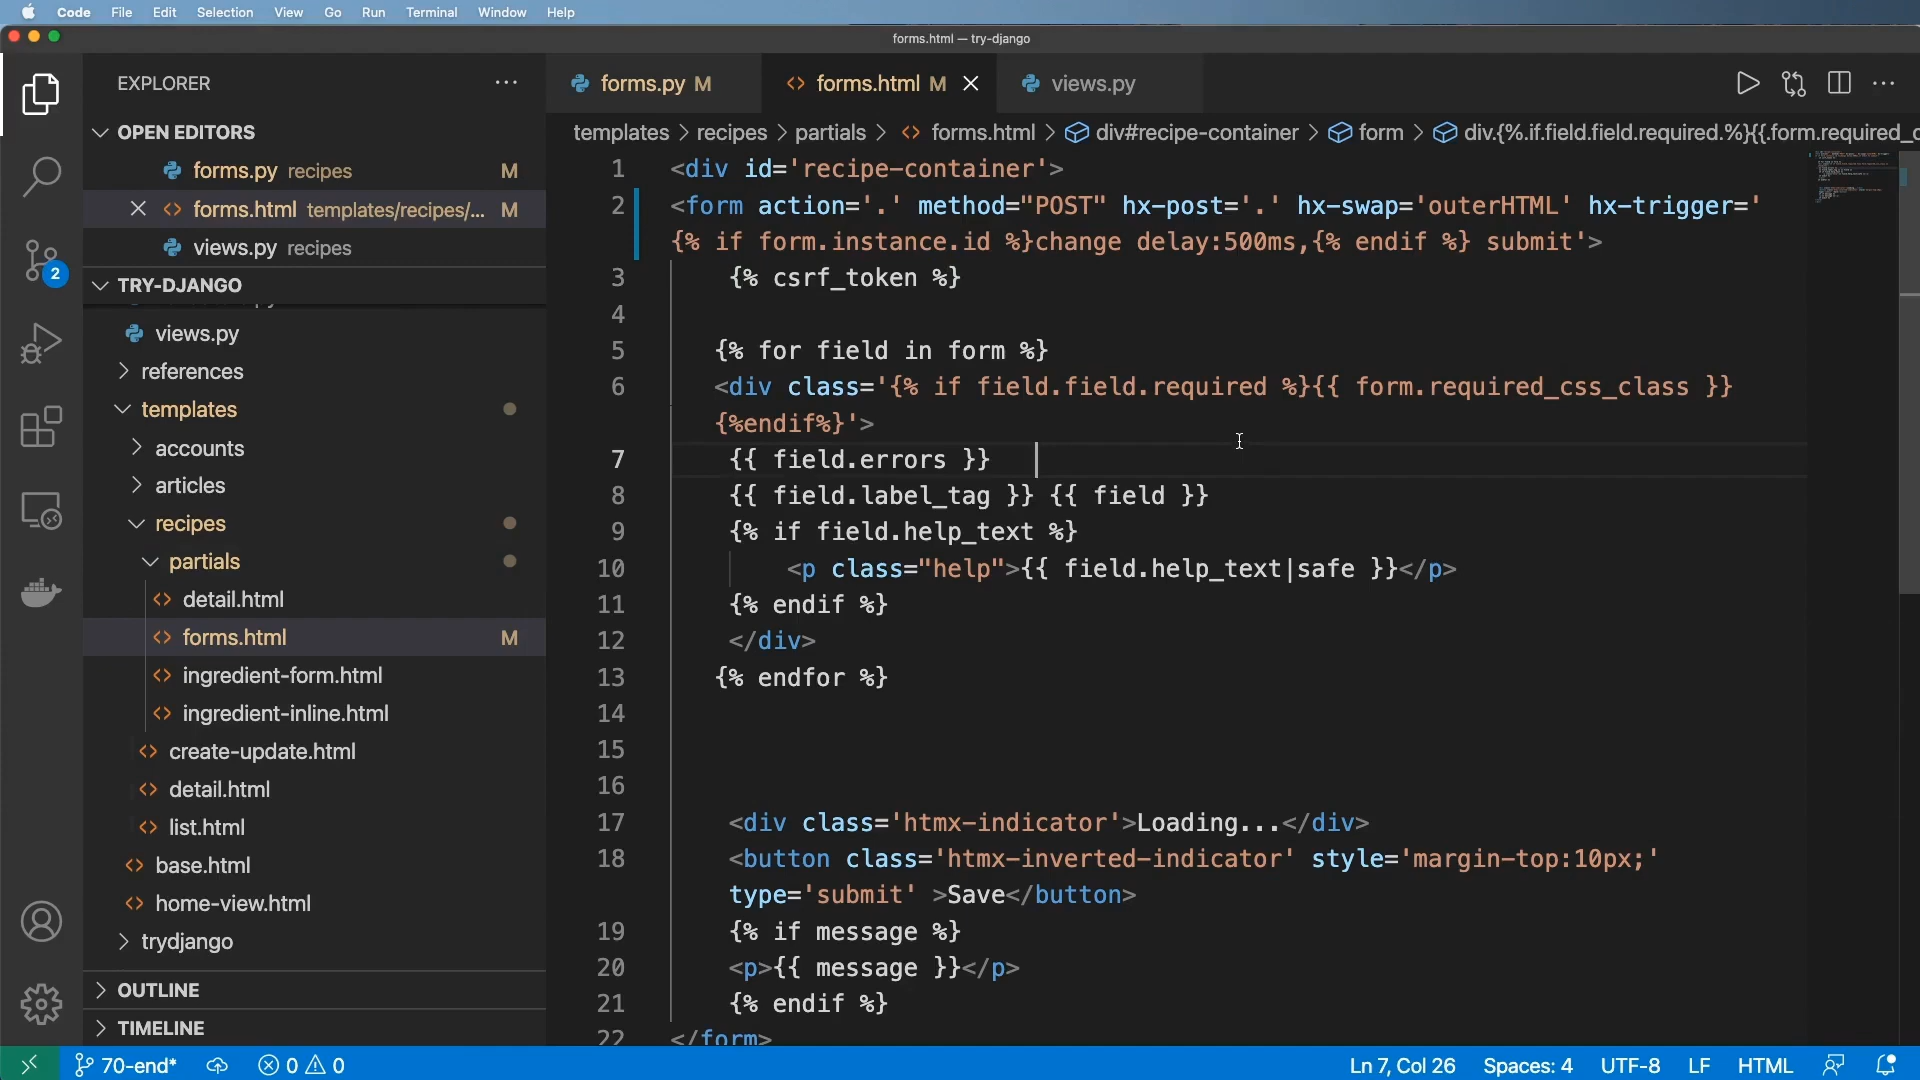 Code File Edit Selection View Go Run Terminal Window Help
forms.html — try-django
EXPLORER
OPEN EDITORS
forms.py recipes M
forms.html templates/recipes/... M
views.py recipes
TRY-DJANGO
views.py
references
templates
accounts
articles
recipes
partials
detail.html
forms.html M
ingredient-form.html
ingredient-inline.html
create-update.html
detail.html
list.html
base.html
home-view.html
trydjango
OUTLINE
TIMELINE
2
forms.py M
forms.html M
views.py
templates > recipes > partials > forms.html > div#recipe-container > form > div.{%.if.field.field.required.%}{{.form.required_c
1 <div id='recipe-container'>
2 <form action='.' method="POST" hx-post='.' hx-swap='outerHTML' hx-trigger='
{% if form.instance.id %}change delay:500ms,{% endif %} submit'>
3 {% csrf_token %}
4
5 {% for field in form %}
6 <div class='{% if field.field.required %}{{ form.required_css_class }}
{%endif%}'>
7 {{ field.errors }}
8 {{ field.label_tag }} {{ field }}
9 {% if field.help_text %}
10 <p class="help">{{ field.help_text|safe }}</p>
11 {% endif %}
12 </div>
13 {% endfor %}
14
15
16
17 <div class='htmx-indicator'>Loading...</div>
18 <button class='htmx-inverted-indicator' style='margin-top:10px;'
type='submit' >Save</button>
19 {% if message %}
20 <p>{{ message }}</p>
21 {% endif %}
22 </form>
70-end* 0 0 Ln 7, Col 26 Spaces: 4 UTF-8 LF HTML